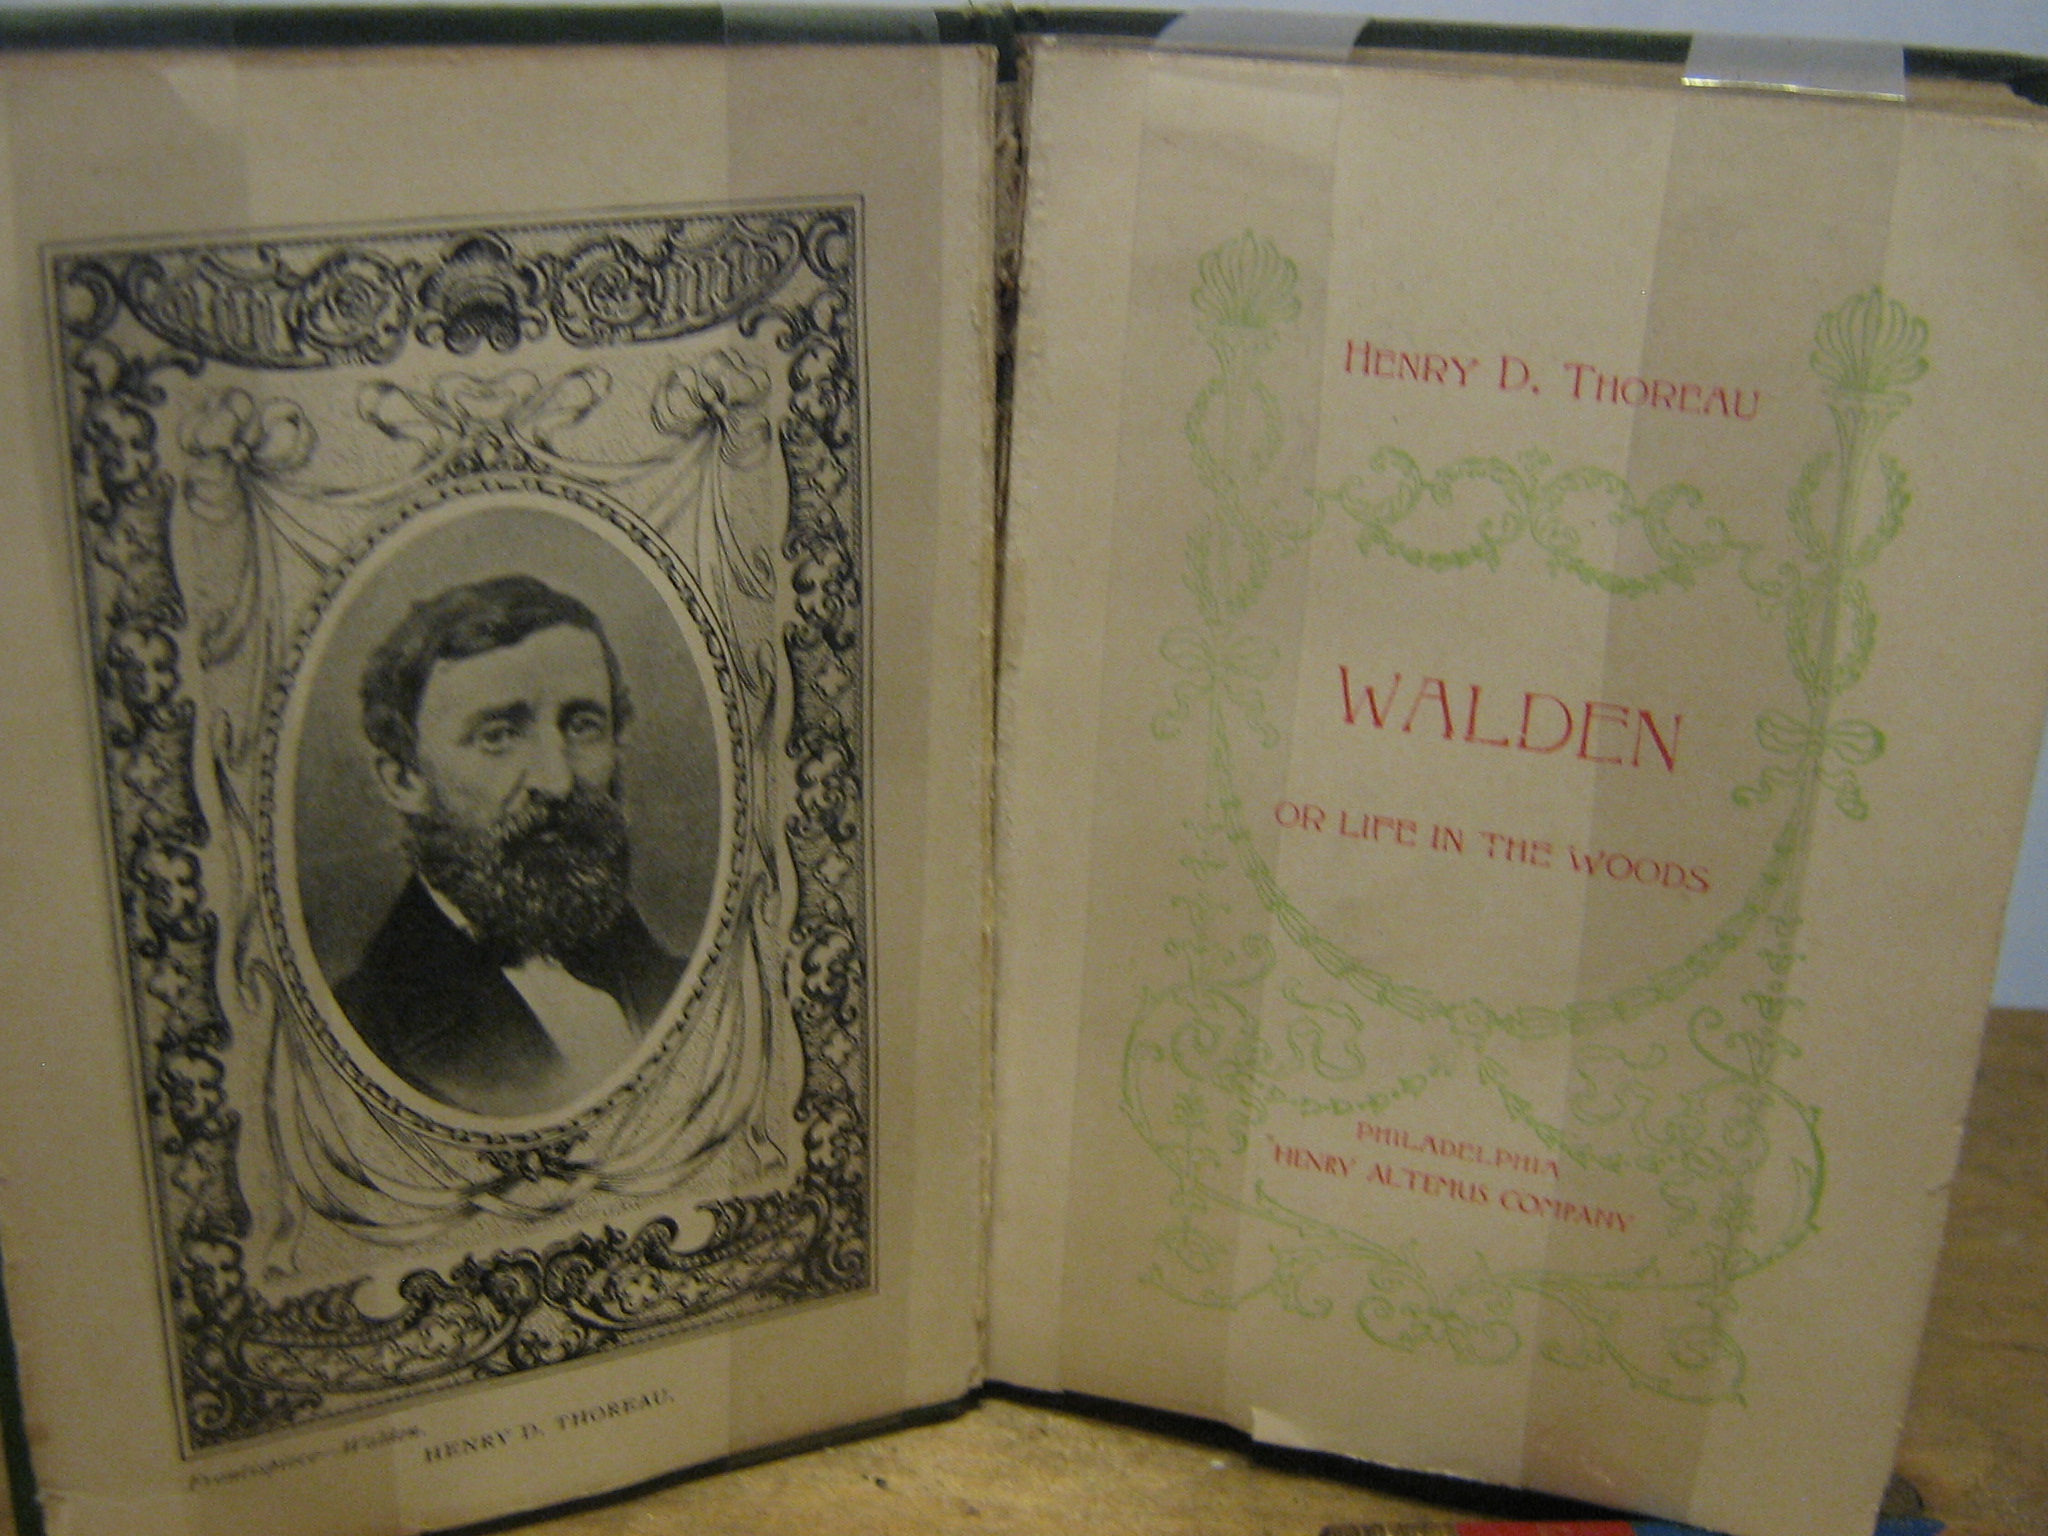 Frontispiece—Walden.
HENRY D. THOREAU.
HENRY D. THOREAU
WALDEN
OR LIFE IN THE WOODS
PHILADELPHIA
HENRY ALTEMUS COMPANY